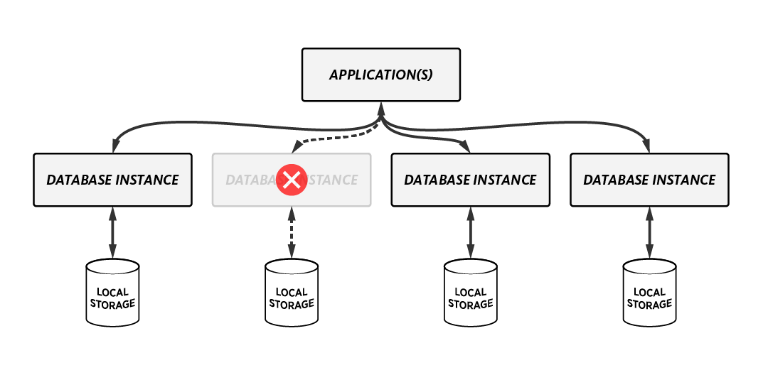 APPLICATION(S)
DATABASE INSTANCE
DATABA STANCE
DATABASE INSTANCE
DATABASE INSTANCE
LOCAL
STORAGE
LOCAL
STORAGE
LOCAL
STORAGE
LOCAL
STORAGE